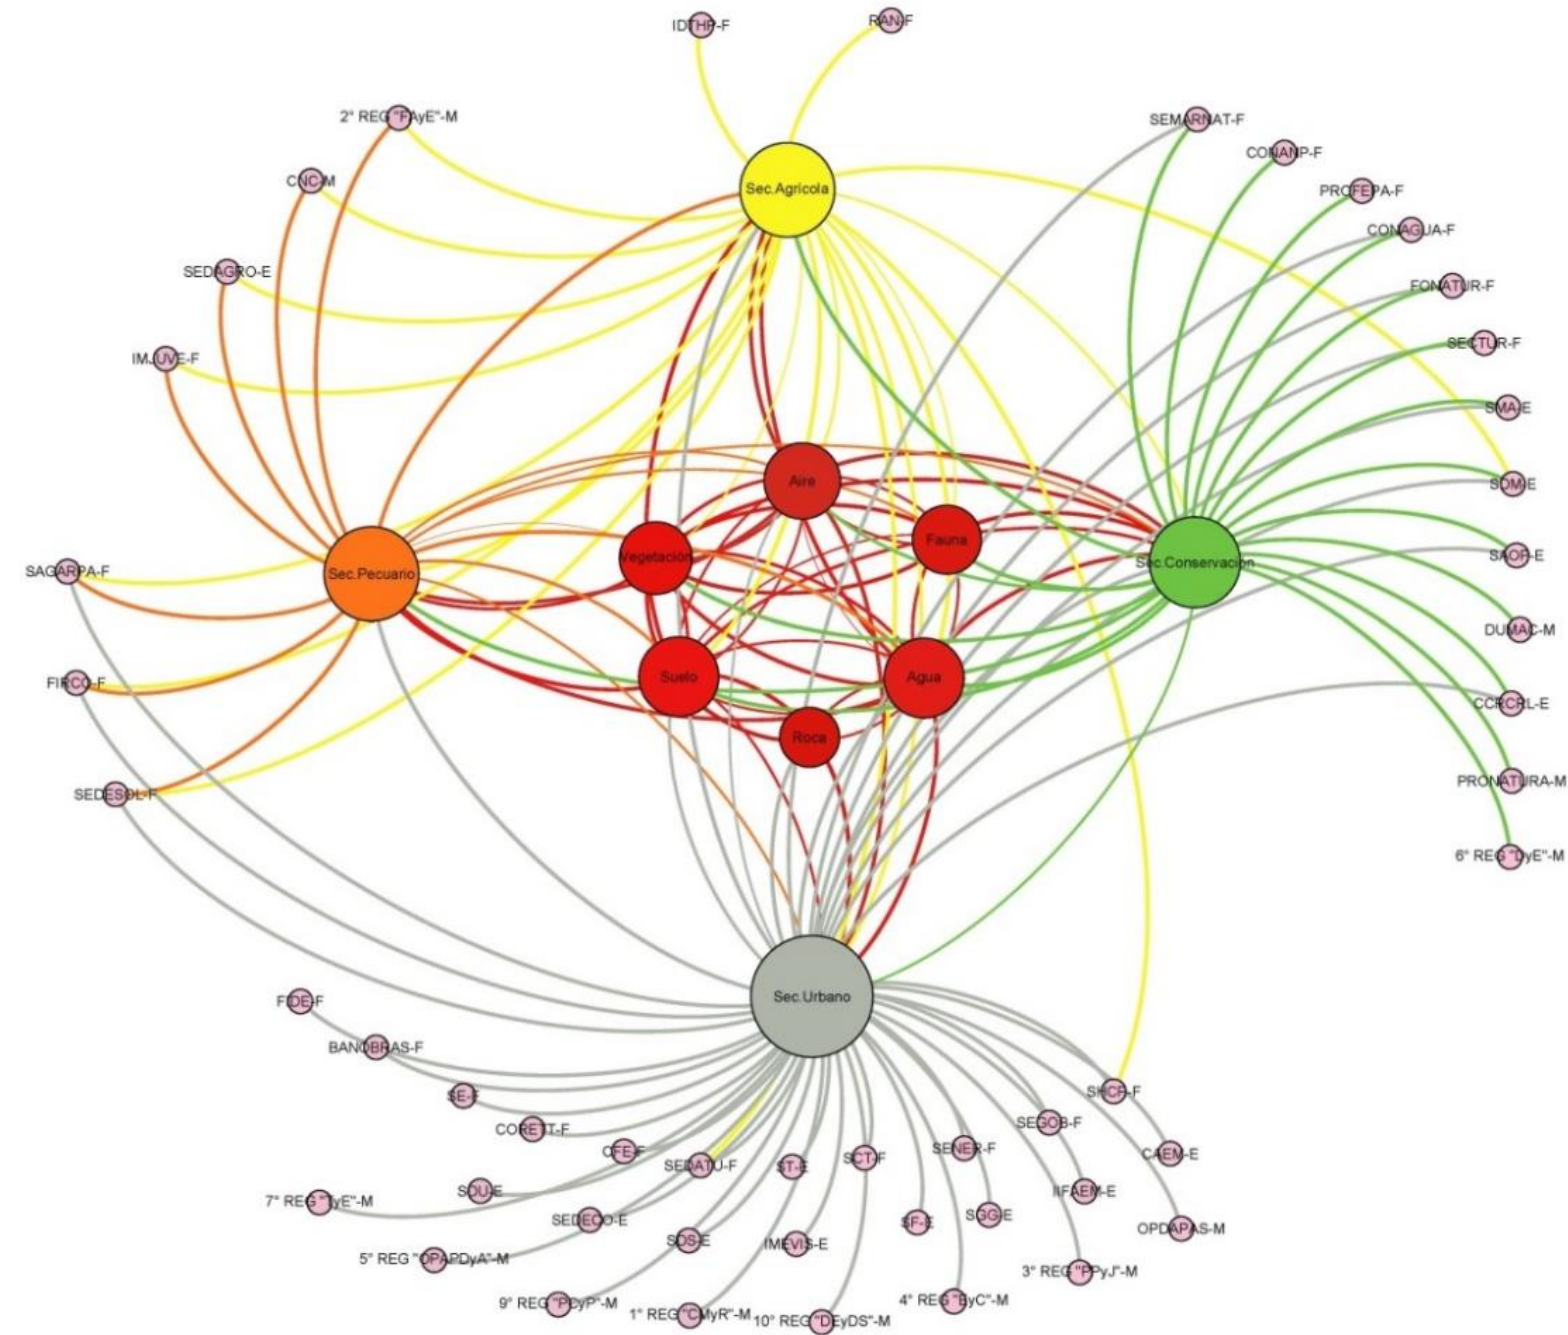 IDTHP-F
RAN-F
2° REG "FAyE"-M
SEMARNAT-F
CONANP-F
CNC-M
Sec.Agricola
PROFEPA-F
CONAGUA-F
SEDAGRO-E
FONATUR-F
SECTUR-F
IMJUVE-F
SMA-E
Aire
SDM-E
Fauna
Vegetación
SAOP-E
Sec.Conservación
SAGARPA-F
Sec.Pecuario
DUMAC-M
Suelo
Agua
FIRCO-F
CCRCRL-E
Roca
PRONATURA-M
SEDESOL-F
6° REG "DyE"-M
Sec.Urbano
FIDE-F
BANOBRAS-F
SHCP-F
SE-F
SEGOB-F
CORETT-F
SENER-F
CFE-F
CAEM-E
SCT-F
SEDATU-F
ST-E
SDU-E
IIFAEM-E
7° REG "TyE"-M
SGG-E
SEDECO-E
SF-E
OPDAPAS-M
SDS-E
IMEVIS-E
5° REG "OPAPDyA"-M
3° REG "PPyJ"-M
4° REG "EyC"-M
9° REG "PCyP"-M
1° REG "CMyR"-M
10° REG "DEyDS"-M